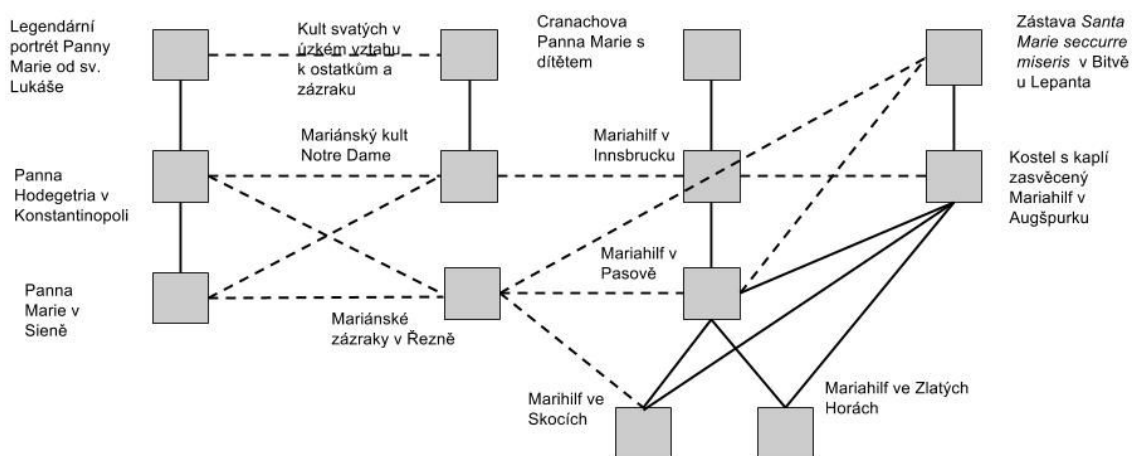 Legendární
portrét Panny
Marie od sv.
Lukáše
Kult svatých v
úzkém vztahu
k ostatkům a
zázraku
Cranachova
Panna Marie s
dítětem
Zástava Santa
Marie seccurre
miseris v Bitvě
u Lepanta
Panna
Hodegetria v
Konstantinopoli
Mariánský kult
Notre Dame
Mariahilf v
Innsbrucku
Kostel s kaplí
zasvěcený
Mariahilf v
Augšpurku
Panna
Marie v
Sieně
Mariánské
zázraky v Řezně
Mariahilf v
Pasově
Marihilf ve
Skocích
Mariahilf ve Zlatých
Horách